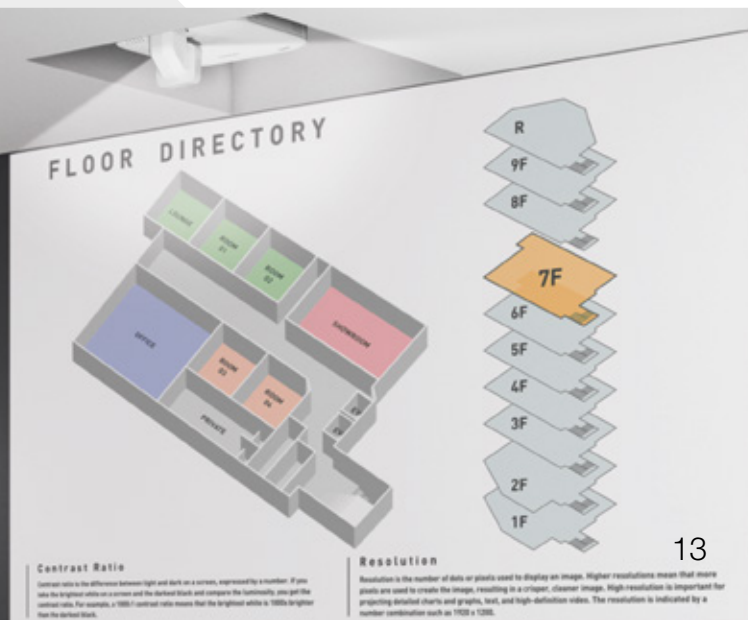 FLOOR DIRECTORY
LOUNGE
ROOM
01
ROOM
02
SHOWROOM
OFFICE
ROOM
03
ROOM
04
PRIVATE
EV
EV
R
9F
8F
7F
6F
5F
4F
3F
2F
1F
13
Contrast Ratio
Contrast ratio is the difference between light and dark on a screen, expressed by a number. If you
take the brightest white on a screen and the darkest black and compare the luminosity, you get the
contrast ratio. For example, a 1000:1 contrast ratio means that the brightest white is 1000x brighter
than the darkest black.
Resolution
Resolution is the number of dots or pixels used to display an image. Higher resolutions mean that more
pixels are used to create the image, resulting in a crisper, cleaner image. High resolution is important for
projecting detailed charts and graphs, text, and high-definition video. The resolution is indicated by a
number combination such as 1920 x 1200.